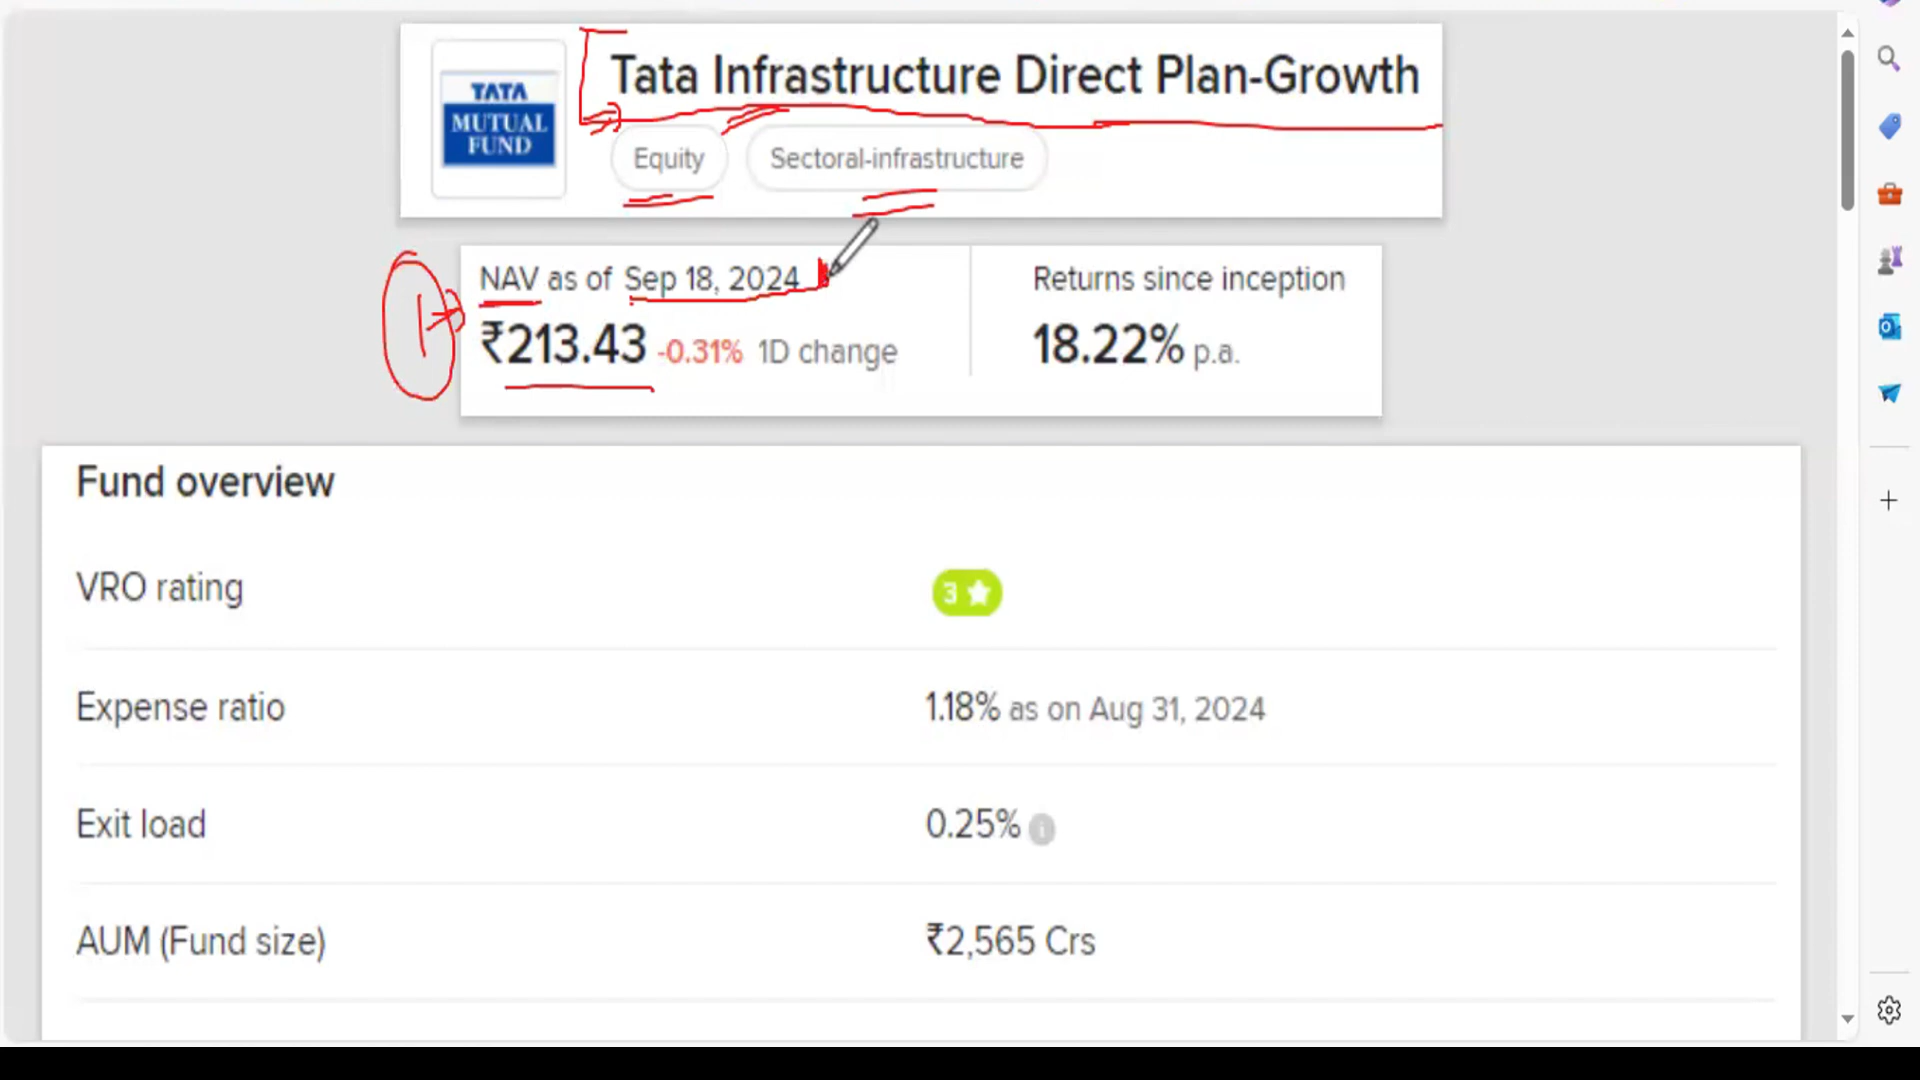 TATA
MUTUAL
FUND
Tata Infrastructure Direct Plan-Growth
Equity
Sectoral-infrastructure
1
NAV as of Sep 18, 2024
₹213.43 -0.31% 1D change
Returns since inception
18.22% p.a.
Fund overview
VRO rating
3
Expense ratio
1.18% as on Aug 31, 2024
Exit load
0.25%
AUM (Fund size)
₹2,565 Crs